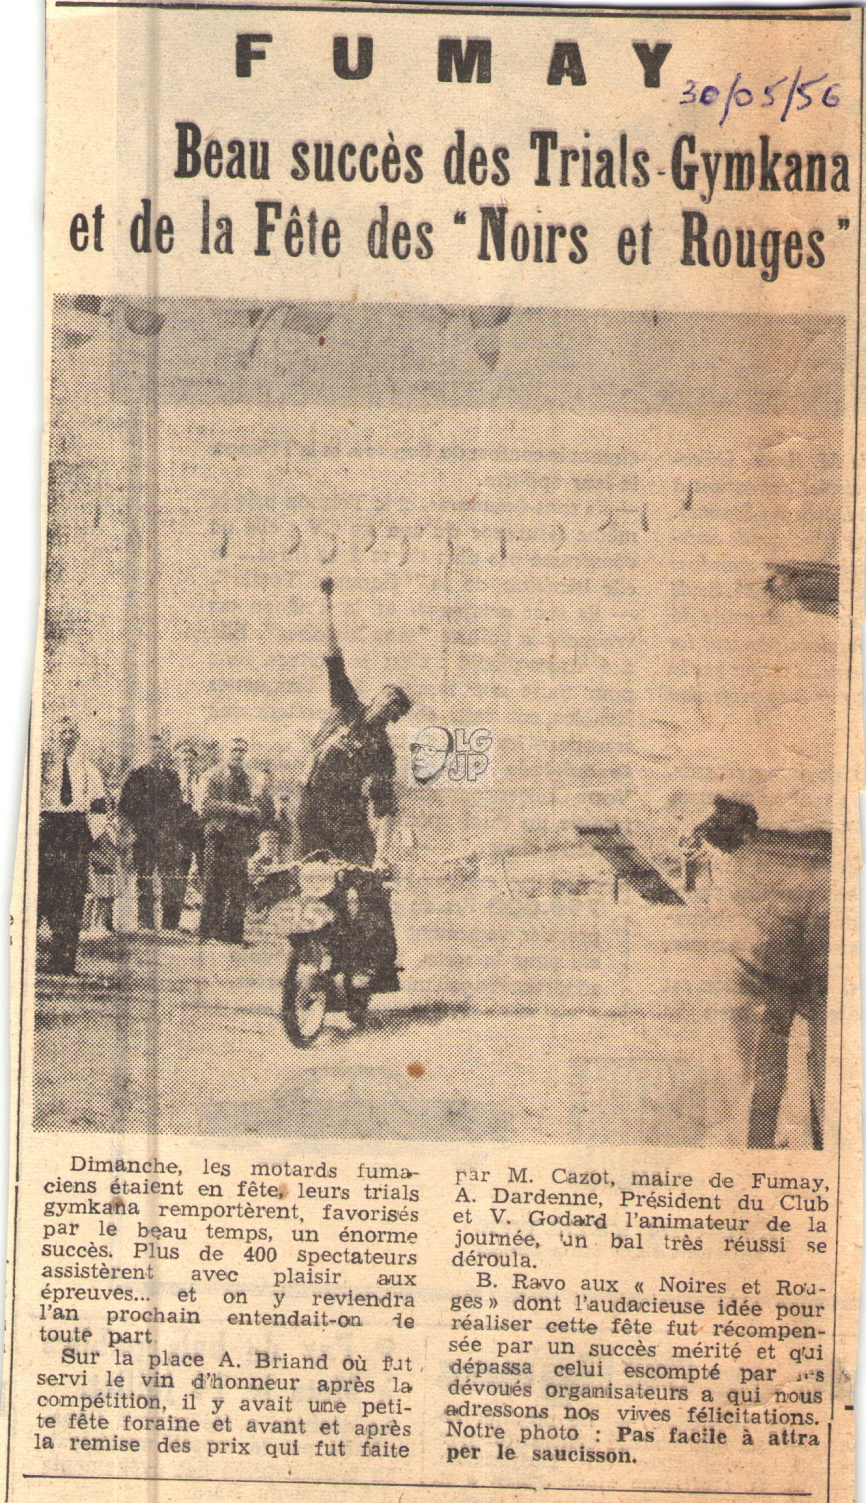 FUMAY
30/05/56
Beau succès des Trials-Gymkana
et de la Fête des "Noirs et Rouges"
LG
JP
Dimanche, les motards fuma-
ciens étaient en fête, leurs trials
gymkana remportèrent, favorisés
par le beau temps, un énorme
succès. Plus de 400 spectateurs
assistèrent avec plaisir aux
épreuves... et on y reviendra
l'an prochain entendait-on de
toute part.
Sur la place A. Briand où fut
servi le vin d'honneur après la
compétition, il y avait une peti-
te fête foraine et avant et après
la remise des prix qui fut faite
par M. Cazot, maire de Fumay,
A. Dardenne, Président du Club
et V. Godard l'animateur de la
journée, un bal très réussi se
déroula.
B. Ravo aux « Noires et Rou-
ges » dont l'audacieuse idée pour
réaliser cette fête fut récompen-
sée par un succès mérité et qui
dépassa celui escompté par
dévoués organisateurs a qui nous
adressons nos vives félicitations.
Notre photo : Pas facile à attra
per le saucisson.